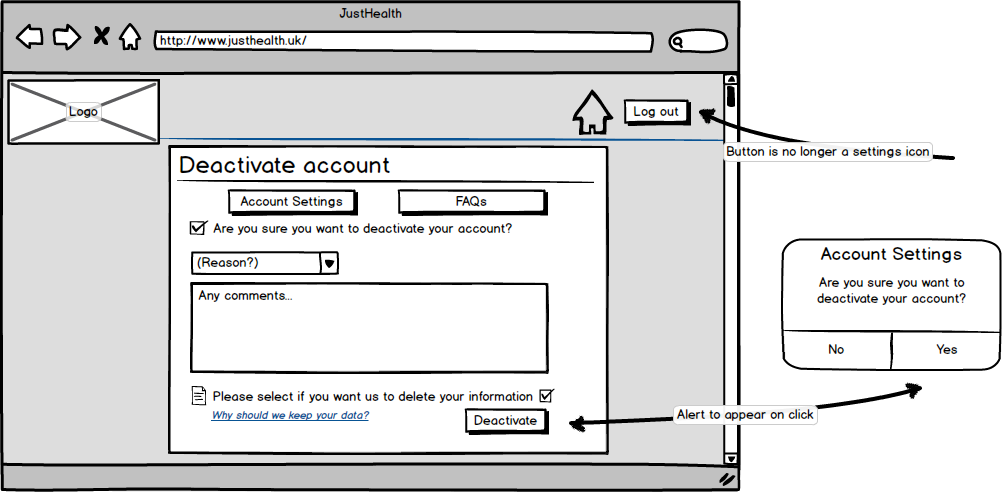 JustHealth
http://www.justhealth.uk/
Logo
Log out
Button is no longer a settings icon
Deactivate account
Account Settings
FAQs
Are you sure you want to deactivate your account?
(Reason?)
Any comments...
Please select if you want us to delete your information
Why should we keep your data?
Deactivate
Account Settings
Are you sure you want to
deactivate your account?
No
Yes
Alert to appear on click